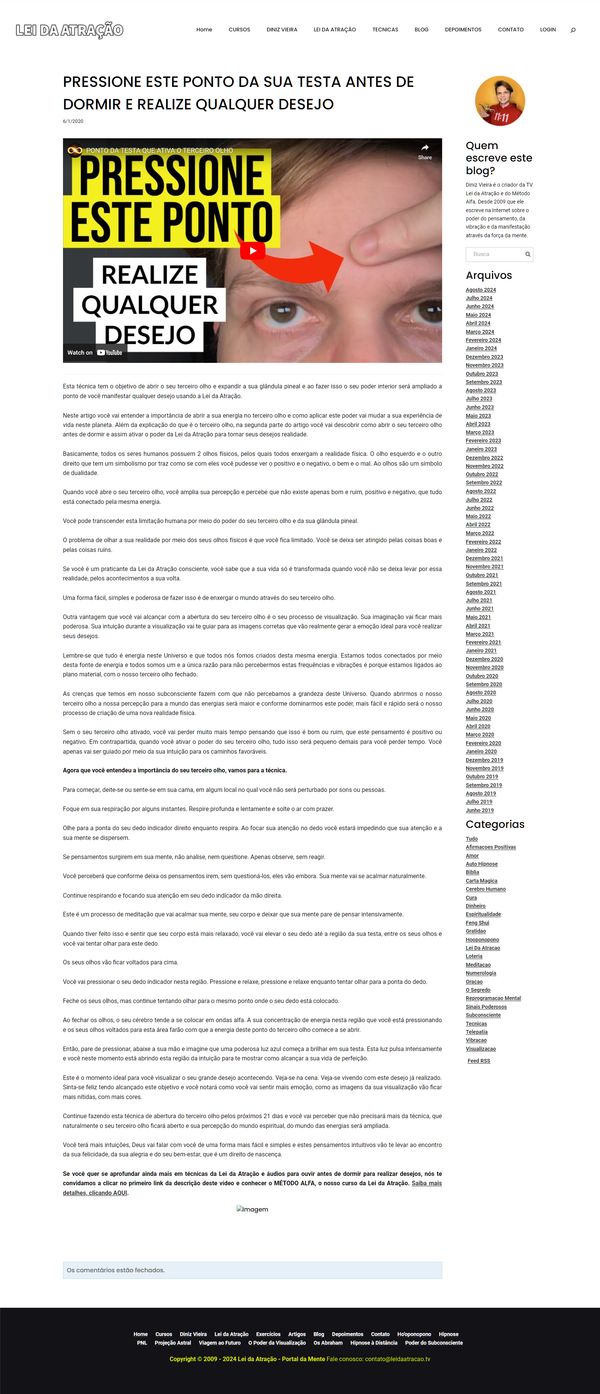 LEI DA ATRAÇÃO
Home CURSOS DINIZ VIEIRA LEI DA ATRAÇÃO TECNICAS BLOG DEPOIMENTOS CONTATO LOGIN
PRESSIONE ESTE PONTO DA SUA TESTA ANTES DE
DORMIR E REALIZE QUALQUER DESEJO
6/1/2020
PONTO DA TESTA QUE ATIVA O TERCEIRO OLHO
Share
PRESSIONE
ESTE PONTO
REALIZE
QUALQUER
DESEJO
Watch on YouTube
Esta técnica tem o objetivo de abrir o seu terceiro olho e expandir a sua glândula pineal e ao fazer isso o seu poder interior será ampliado a
ponto de você manifestar qualquer desejo usando a Lei da Atração.
Neste artigo você vai entender a importância de abrir a sua energia no terceiro olho e como aplicar este poder vai mudar a sua experiência de
vida neste planeta. Além da explicação do que é o terceiro olho, na segunda parte do artigo você vai descobrir como abrir o seu terceiro olho
antes de dormir e assim ativar o poder da Lei da Atração para tornar seus desejos realidade.
Basicamente, todos os seres humanos possuem 2 olhos físicos, pelos quais todos enxergam a realidade física. O olho esquerdo e o outro
direito que tem um simbolismo por traz como se com eles você pudesse ver o positivo e o negativo, o bem e o mal. Ao olhos são um símbolo
de dualidade.
Quando você abre o seu terceiro olho, você amplia sua percepção e percebe que não existe apenas bom e ruim, positivo e negativo, que tudo
está conectado pela mesma energia.
Você pode transcender esta limitação humana por meio do poder do seu terceiro olho e da sua glândula pineal.
O problema de olhar a sua realidade por meio dos seus olhos físicos é que você fica limitado. Você se deixa ser atingido pelas coisas boas e
pelas coisas ruins.
Se você é um praticante da Lei da Atração consciente, você sabe que a sua vida só é transformada quando você não se deixa levar por essa
realidade, pelos acontecimentos a sua volta.
Uma forma fácil, simples e poderosa de fazer isso é de enxergar o mundo através do seu terceiro olho.
Outra vantagem que você vai alcançar com a abertura do seu terceiro olho é o seu processo de visualização. Sua imaginação vai ficar mais
poderosa. Sua intuição durante a visualização vai te guiar para as imagens corretas que vão realmente gerar a emoção ideal para você realizar
seus desejos.
Lembre-se que tudo é energia neste Universo e que todos nós fomos criados desta mesma energia. Estamos todos conectados por meio
desta fonte de energia e todos somos um e a única razão para não percebermos estas frequências e vibrações é porque estamos ligados ao
plano material, com o nosso terceiro olho fechado.
As crenças que temos em nosso subconsciente fazem com que não percebamos a grandeza deste Universo. Quando abrirmos o nosso
terceiro olho a nossa percepção para o mundo das energias será maior e conforme dominarmos este poder, mais fácil e rápido será o nosso
processo de criação de uma nova realidade física.
Sem o seu terceiro olho ativado, você vai perder muito mais tempo pensando que isso é bom ou ruim, que este pensamento é positivo ou
negativo. Em contrapartida, quando você ativar o poder do seu terceiro olho, tudo isso será pequeno demais para você perder tempo. Você
apenas vai ser guiado por meio da sua intuição para os caminhos favoráveis.
Agora que você entendeu a importância do seu terceiro olho, vamos para a técnica.
Para começar, deite-se ou sente-se em sua cama, em algum local no qual você não será perturbado por sons ou pessoas.
Foque em sua respiração por alguns instantes. Respire profunda e lentamente e solte o ar com prazer.
Olhe para a ponta do seu dedo indicador direito enquanto respira. Ao focar sua atenção no dedo você estará impedindo que sua atenção e a
sua mente se dispersem.
Se pensamentos surgirem em sua mente, não analise, nem questione. Apenas observe, sem reagir.
Você perceberá que conforme deixa os pensamentos irem, sem questioná-los, eles vão embora. Sua mente vai se acalmar naturalmente.
Continue respirando e focando sua atenção em seu dedo indicador da mão direita.
Este é um processo de meditação que vai acalmar sua mente, seu corpo e deixar que sua mente pare de pensar intensivamente.
Quando tiver feito isso e sentir que seu corpo está mais relaxado, você vai elevar o seu dedo até a região da sua testa, entre os seus olhos e
você vai tentar olhar para este dedo.
Os seus olhos vão ficar voltados para cima.
Você vai pressionar o seu dedo indicador nesta região. Pressione e relaxe, pressione e relaxe enquanto tentar olhar para a ponta do dedo.
Feche os seus olhos, mas continue tentando olhar para o mesmo ponto onde o seu dedo está colocado.
Ao fechar os olhos, o seu cérebro tende a se colocar em ondas alfa. A sua concentração de energia nesta região que você está pressionando
e os seus olhos voltados para esta área farão com que a energia deste ponto do terceiro olho comece a se abrir.
Então, pare de pressionar, abaixe a sua mão e imagine que uma poderosa luz azul começa a brilhar em sua testa. Esta luz pulsa intensamente
e você neste momento está abrindo esta região da intuição para te mostrar como alcançar a sua vida de perfeição.
Este é o momento ideal para você visualizar o seu grande desejo acontecendo. Veja-se na cena. Veja-se vivendo com este desejo já realizado.
Sinta-se feliz tendo alcançado este objetivo e você notará como você vai sentir mais emoção, como as imagens da sua visualização vão ficar
mais nítidas, com mais cores.
Continue fazendo esta técnica de abertura do terceiro olho pelos próximos 21 dias e você vai perceber que não precisará mais da técnica, que
naturalmente o seu terceiro olho ficará aberto e sua percepção do mundo espiritual, do mundo das energias será ampliada.
Você terá mais intuições, Deus vai falar com você de uma forma mais fácil e simples e estes pensamentos intuitivos vão te levar ao encontro
da sua felicidade, da sua alegria e do seu bem-estar, que é um direito de nascença.
Se você quer se aprofundar ainda mais em técnicas da Lei da Atração e áudios para ouvir antes de dormir para realizar desejos, nós te
convidamos a clicar no primeiro link da descrição deste vídeo e conhecer o MÉTODO ALFA, o nosso curso da Lei da Atração. Saiba mais
detalhes, clicando AQUI.
Imagem
Os comentários estão fechados.
11:11
Quem
escreve este
blog?
Diniz Vieira é o criador da TV
Lei da Atração e do Método
Alfa. Desde 2009 que ele
escreve na Internet sobre o
poder do pensamento, da
vibração e da manifestação
através da força da mente.
Busca
Arquivos
Agosto 2024
Julho 2024
Junho 2024
Maio 2024
Abril 2024
Março 2024
Fevereiro 2024
Janeiro 2024
Dezembro 2023
Novembro 2023
Outubro 2023
Setembro 2023
Agosto 2023
Julho 2023
Junho 2023
Maio 2023
Abril 2023
Março 2023
Fevereiro 2023
Janeiro 2023
Dezembro 2022
Novembro 2022
Outubro 2022
Setembro 2022
Agosto 2022
Julho 2022
Junho 2022
Maio 2022
Abril 2022
Março 2022
Fevereiro 2022
Janeiro 2022
Dezembro 2021
Novembro 2021
Outubro 2021
Setembro 2021
Agosto 2021
Julho 2021
Junho 2021
Maio 2021
Abril 2021
Março 2021
Fevereiro 2021
Janeiro 2021
Dezembro 2020
Novembro 2020
Outubro 2020
Setembro 2020
Agosto 2020
Julho 2020
Junho 2020
Maio 2020
Abril 2020
Março 2020
Fevereiro 2020
Janeiro 2020
Dezembro 2019
Novembro 2019
Outubro 2019
Setembro 2019
Agosto 2019
Julho 2019
Junho 2019
Categorias
Tudo
Afirmacoes Positivas
Amor
Auto Hipnose
Bíblia
Carta Magica
Cerebro Humano
Cura
Dinheiro
Espiritualidade
Feng Shui
Gratidao
Hooponopono
Lei Da Atracao
Loteria
Meditacao
Numerologia
Oracao
O Segredo
Reprogramacao Mental
Sinais Poderosos
Subconsciente
Tecnicas
Telepatia
Vibracao
Visualizacao
Feed RSS
Home Cursos Diniz Vieira Lei da Atração Exercícios Artigos Blog Depoimentos Contato Ho'oponopono Hipnose
PNL Projeção Astral Viagem ao Futuro O Poder da Visualização Os Abraham Hipnose à Distância Poder do Subconsciente
Copyright © 2009 - 2024 Lei da Atração - Portal da Mente Fale conosco: contato@leidaatracao.tv